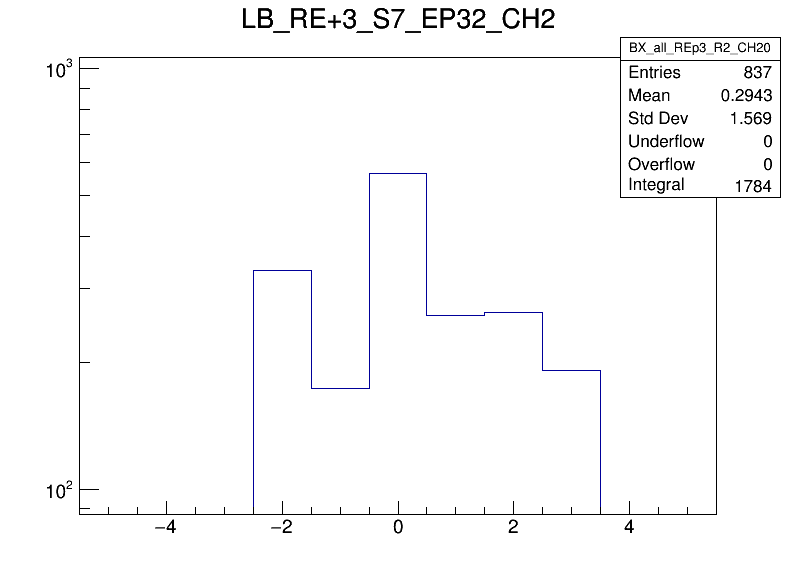 LB_RE+3_S7_EP32_CH2
BX_all_REp3_R2_CH20
Entries 837
Mean 0.2943
Std Dev 1.569
Underflow 0
Overflow 0
Integral 1784
10³
10²
−4 −2 0 2 4